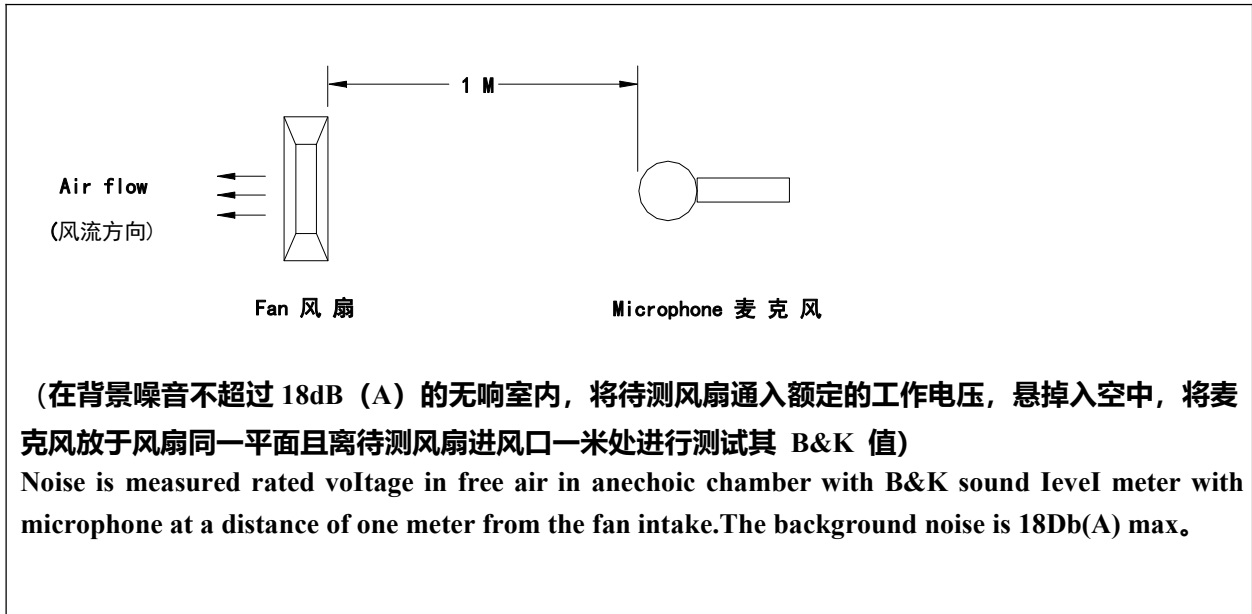 1 M
Air flow
(风流方向)
Fan 风 扇
Microphone 麦 克 风
（在背景噪音不超过 18dB（A）的无响室内，将待测风扇通入额定的工作电压，悬掉入空中，将麦
克风放于风扇同一平面且离待测风扇进风口一米处进行测试其 B&K 值)
Noise is measured rated voItage in free air in anechoic chamber with B&K sound IeveI meter with
microphone at a distance of one meter from the fan intake.The background noise is 18Db(A) max。